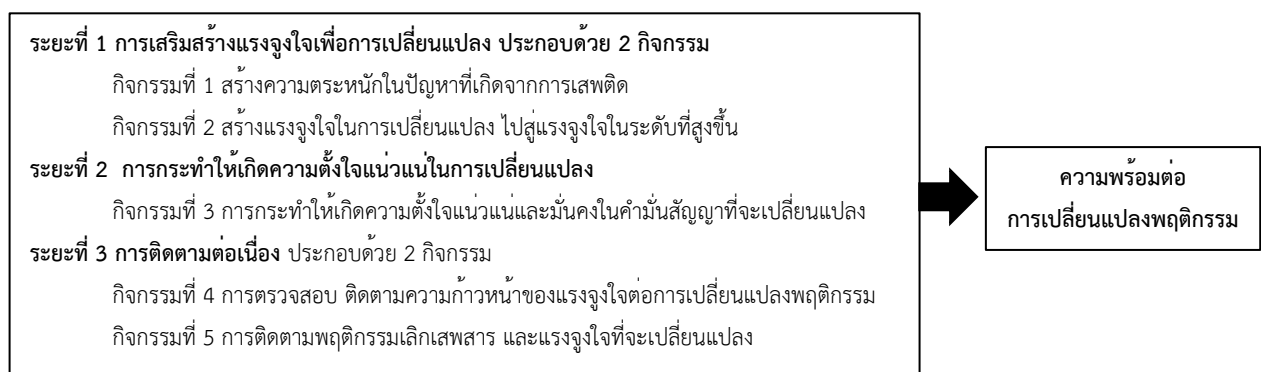 ระยะที่ 1 การเสริมสร้างแรงจูงใจเพื่อการเปลี่ยนแปลง ประกอบด้วย 2 กิจกรรม
กิจกรรมที่ 1 สร้างความตระหนักในปัญหาที่เกิดจากการเสพติด
กิจกรรมที่ 2 สร้างแรงจูงใจในการเปลี่ยนแปลง ไปสู่แรงจูงใจในระดับที่สูงขึ้น
ระยะที่ 2 การกระทำให้เกิดความตั้งใจแน่วแน่ในการเปลี่ยนแปลง
กิจกรรมที่ 3 การกระทำให้เกิดความตั้งใจแน่วแน่และมั่นคงในคำมั่นสัญญาที่จะเปลี่ยนแปลง
ระยะที่ 3 การติดตามต่อเนื่อง ประกอบด้วย 2 กิจกรรม
กิจกรรมที่ 4 การตรวจสอบ ติดตามความก้าวหน้าของแรงจูงใจต่อการเปลี่ยนแปลงพฤติกรรม
กิจกรรมที่ 5 การติดตามพฤติกรรมเลิกเสพสาร และแรงจูงใจที่จะเปลี่ยนแปลง
ความพร้อมต่อ
การเปลี่ยนแปลงพฤติกรรม